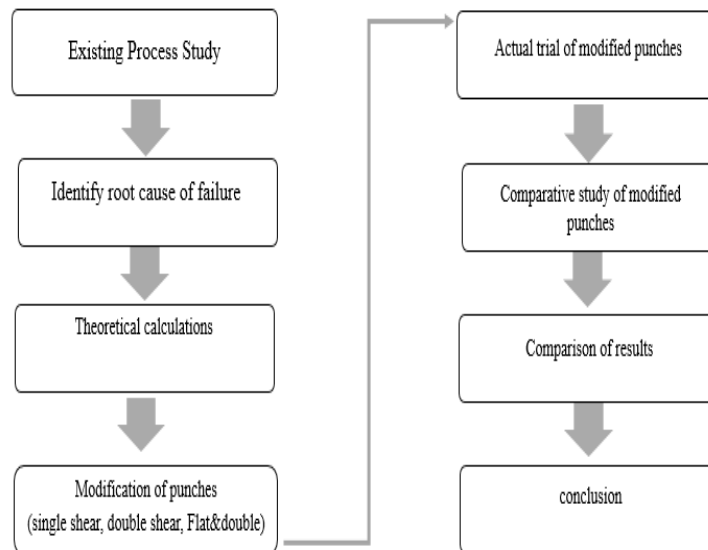 Existing Process Study
Identify root cause of failure
Theoretical calculations
Modification of punches
(single shear, double shear, Flat&double)
Actual trial of modified punches
Comparative study of modified
punches
Comparison of results
conclusion